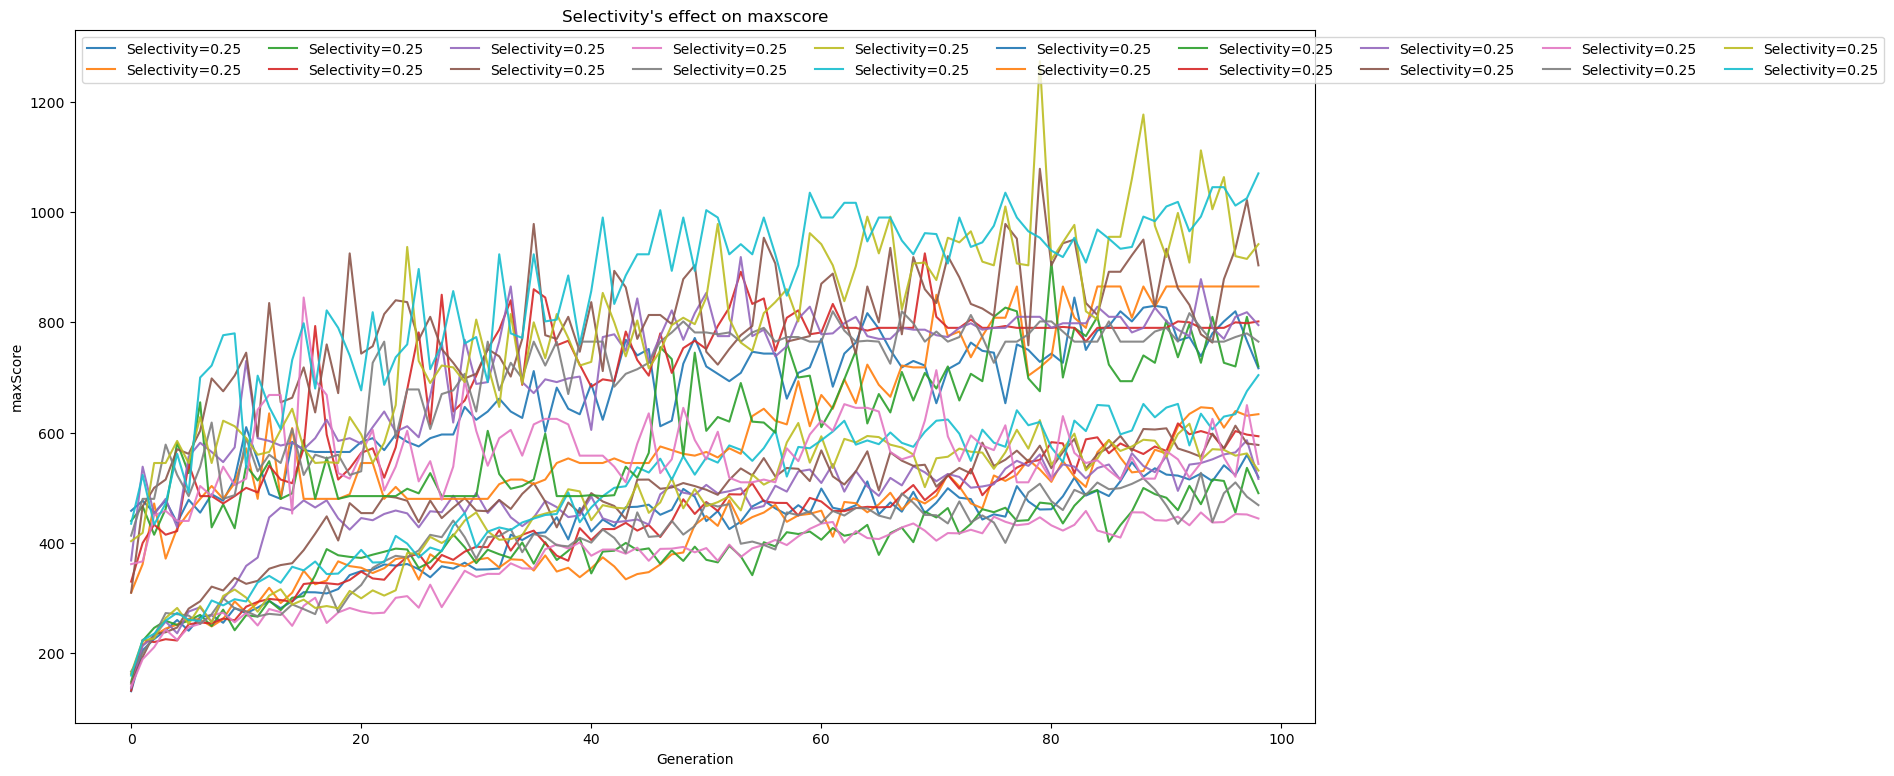 Selectivity's effect on maxscore
Selectivity=0.25 Selectivity=0.25 Selectivity=0.25 Selectivity=0.25 Selectivity=0.25 Selectivity=0.25 Selectivity=0.25 Selectivity=0.25 Selectivity=0.25 Selectivity=0.25
Selectivity=0.25 Selectivity=0.25 Selectivity=0.25 Selectivity=0.25 Selectivity=0.25 Selectivity=0.25 Selectivity=0.25 Selectivity=0.25 Selectivity=0.25 Selectivity=0.25
1200
1000
800
600
400
200
maxScore
0 20 40 60 80 100
Generation